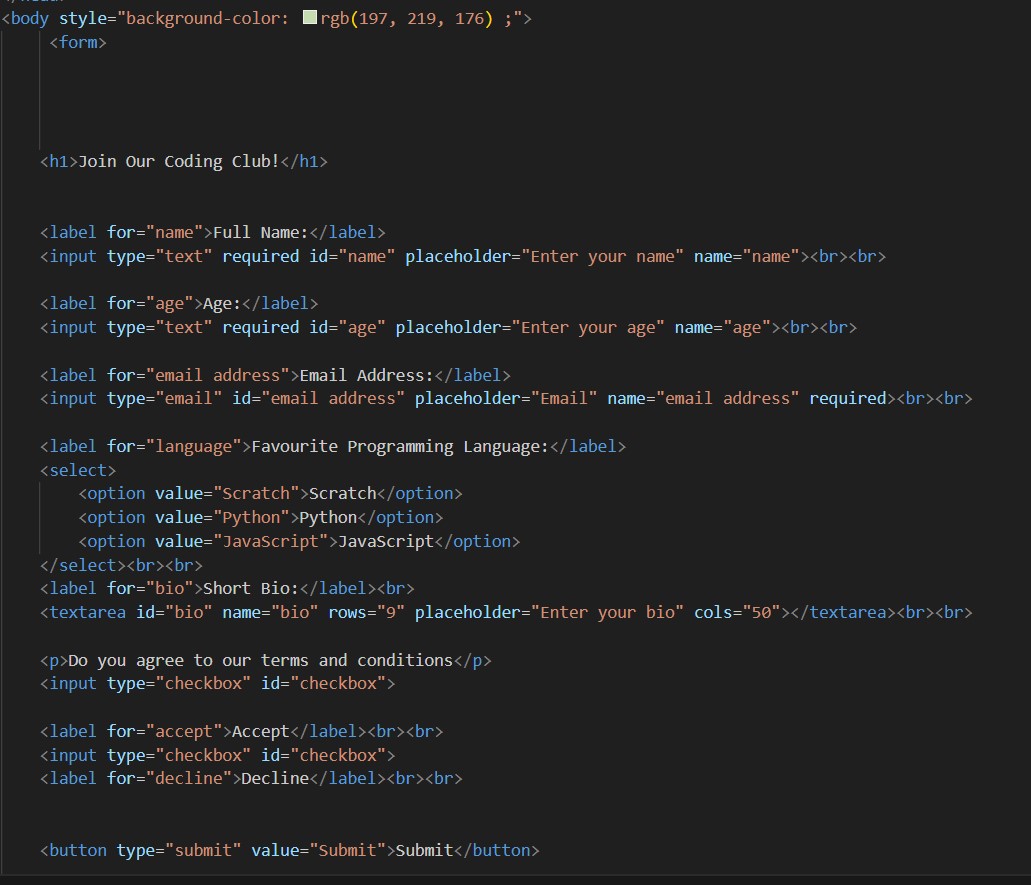 <body style="background-color: rgb(197, 219, 176) ;">
<form>
<h1>Join Our Coding Club!</h1>
<label for="name">Full Name:</label>
<input type="text" required id="name" placeholder="Enter your name" name="name"><br><br>
<label for="age">Age:</label>
<input type="text" required id="age" placeholder="Enter your age" name="age"><br><br>
<label for="email address">Email Address:</label>
<input type="email" id="email address" placeholder="Email" name="email address" required><br><br>
<label for="language">Favourite Programming Language:</label>
<select>
<option value="Scratch">Scratch</option>
<option value="Python">Python</option>
<option value="JavaScript">JavaScript</option>
</select><br><br>
<label for="bio">Short Bio:</label><br>
<textarea id="bio" name="bio" rows="9" placeholder="Enter your bio" cols="50"></textarea><br><br>
<p>Do you agree to our terms and conditions</p>
<input type="checkbox" id="checkbox">
<label for="accept">Accept</label><br><br>
<input type="checkbox" id="checkbox">
<label for="decline">Decline</label><br><br>
<button type="submit" value="Submit">Submit</button>